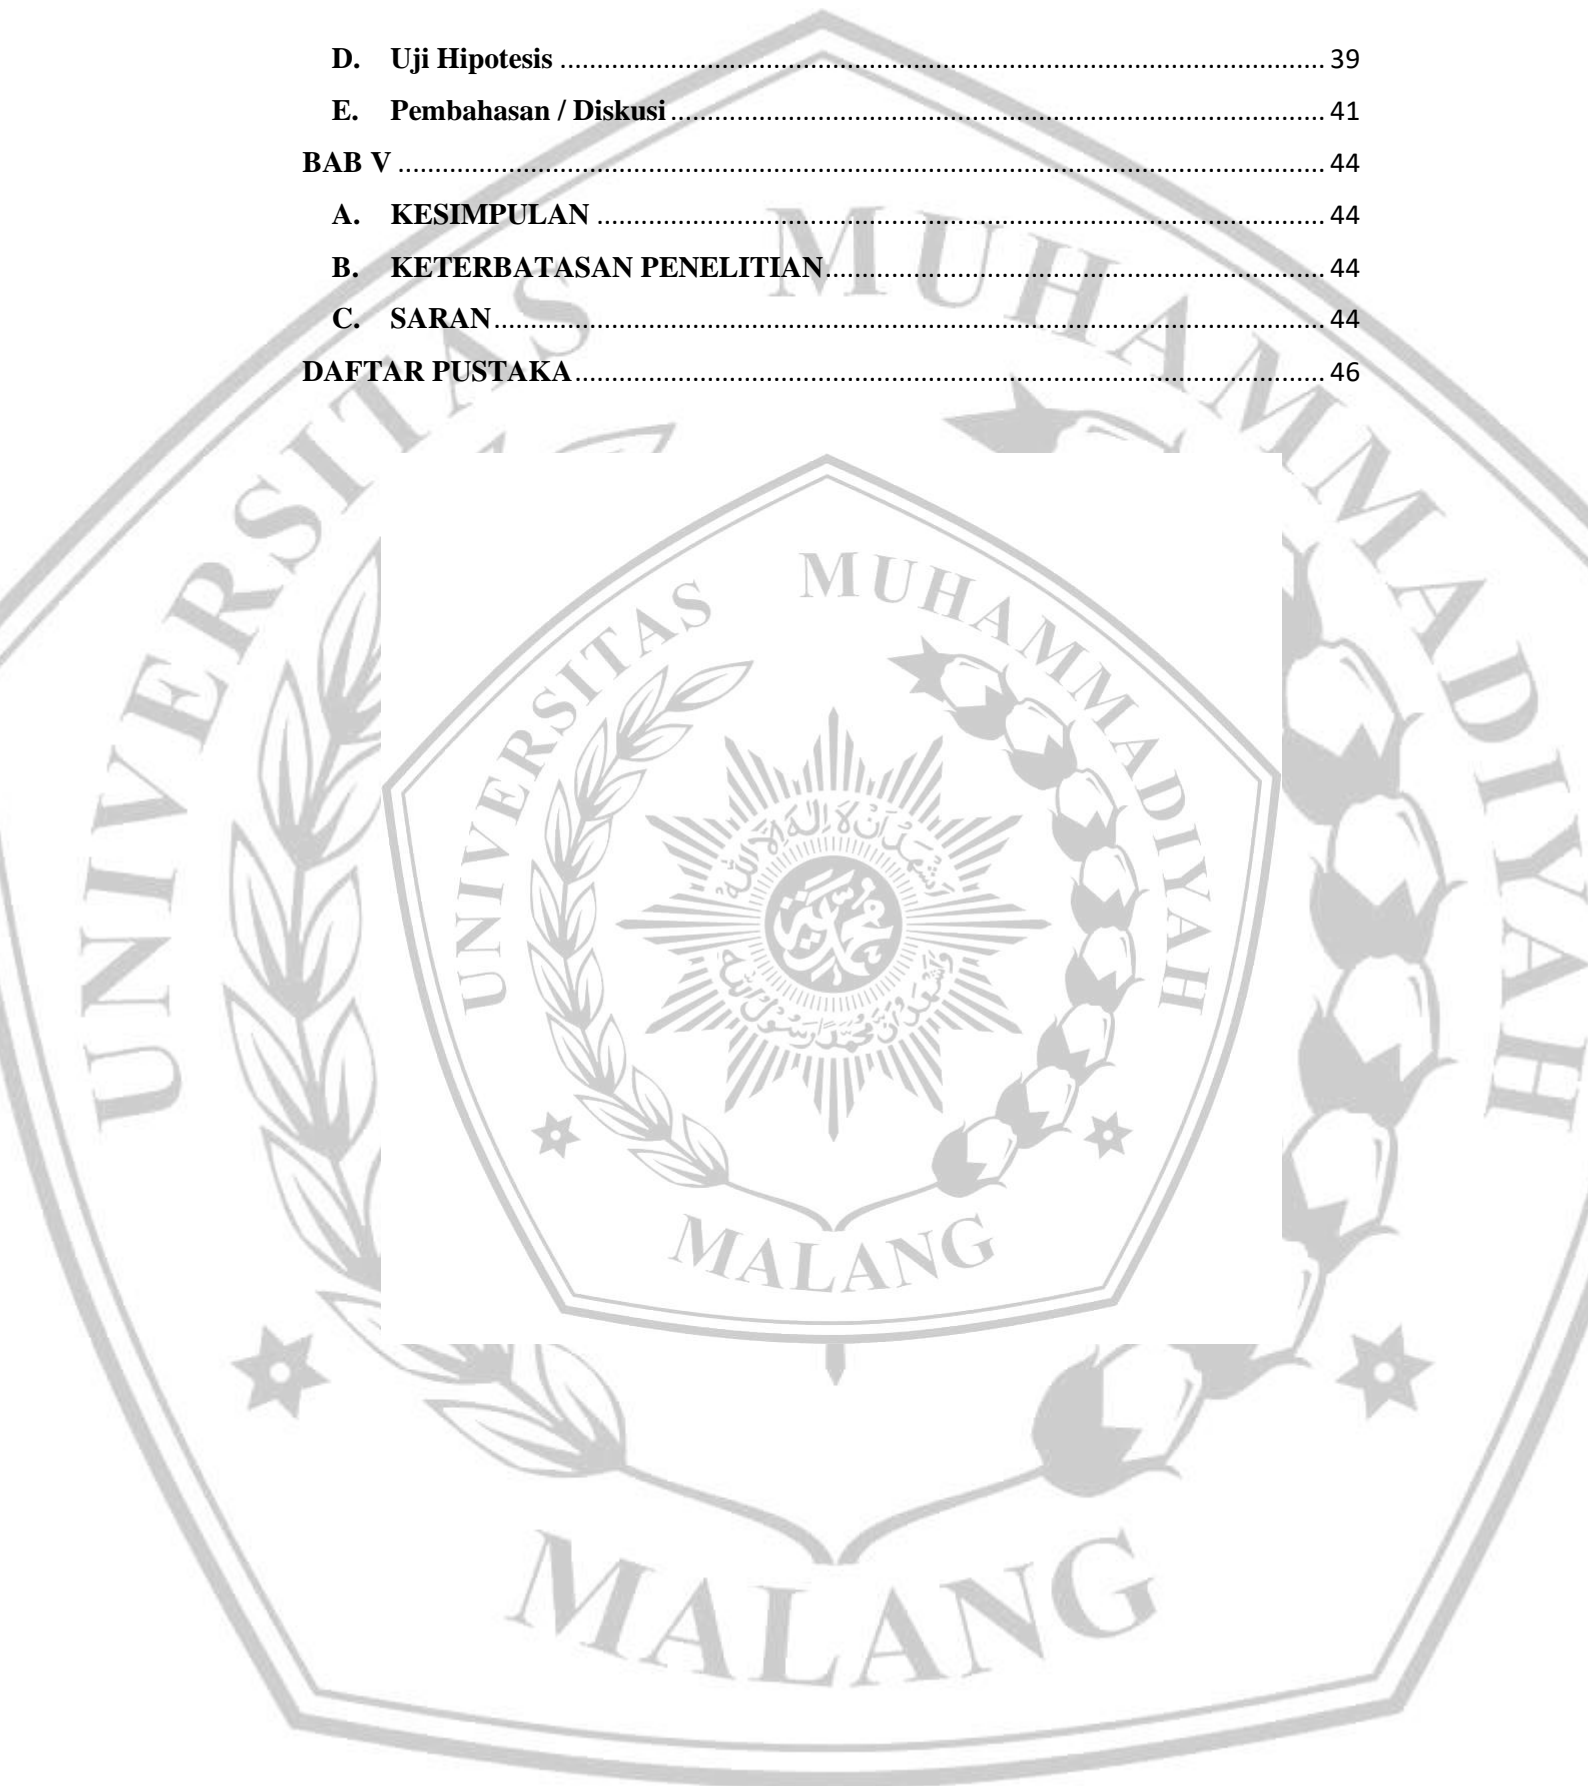 D. Uji Hipotesis ........................................................................................................ 39
E. Pembahasan / Diskusi ......................................................................................... 41
BAB V .............................................................................................................................. 44
A. KESIMPULAN .................................................................................................... 44
B. KETERBATASAN PENELITIAN .................................................................... 44
C. SARAN ................................................................................................................. 44
DAFTAR PUSTAKA ...................................................................................................... 46
UNIVERSITAS MUHAMMADIYAH
MALANG
UNIVERSITAS MUHAMMADIYAH
MALANG